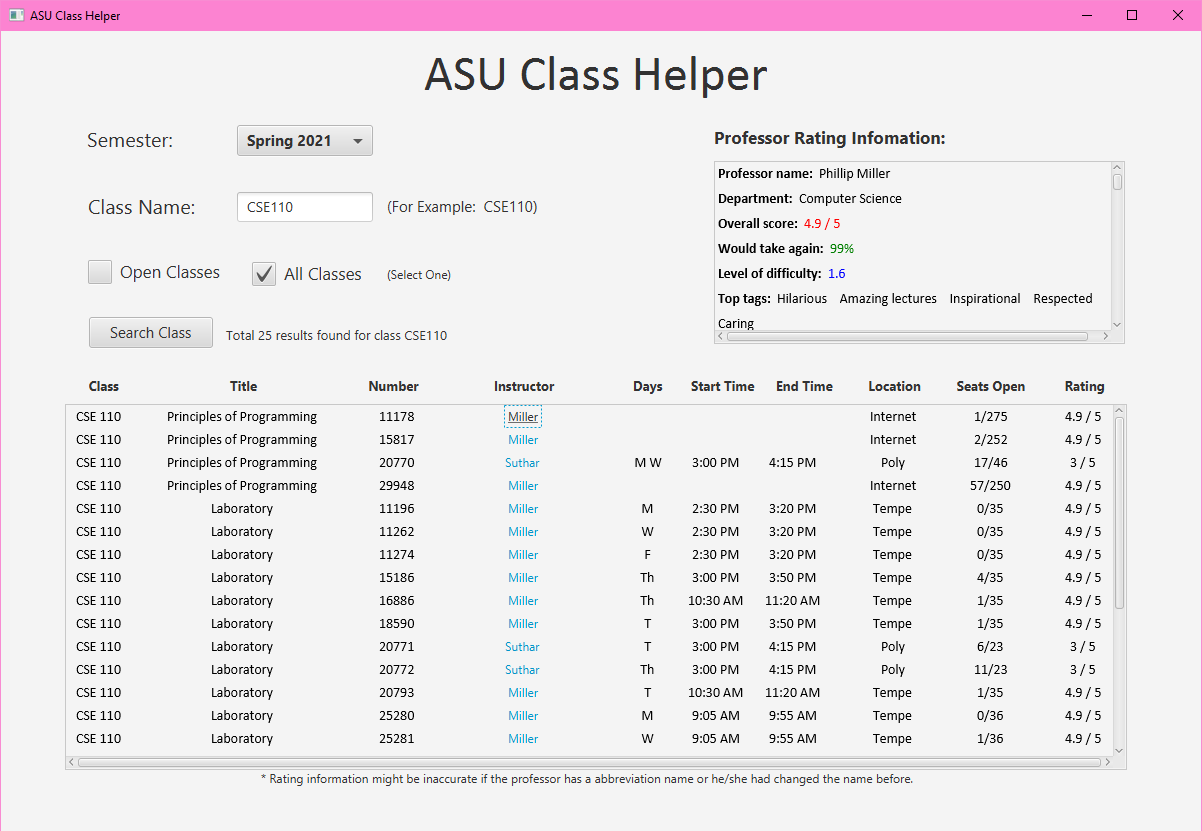 ASU Class Helper
ASU Class Helper
Semester: Spring 2021
Class Name: CSE110 (For Example: CSE110)
Open Classes All Classes (Select One)
Search Class Total 25 results found for class CSE110
Professor Rating Infomation:
Professor name: Phillip Miller
Department: Computer Science
Overall score: 4.9 / 5
Would take again: 99%
Level of difficulty: 1.6
Top tags: Hilarious Amazing lectures Inspirational Respected
Caring
Class Title Number Instructor Days Start Time End Time Location Seats Open Rating
CSE 110 Principles of Programming 11178 Miller Internet 1/275 4.9 / 5
CSE 110 Principles of Programming 15817 Miller Internet 2/252 4.9 / 5
CSE 110 Principles of Programming 20770 Suthar M W 3:00 PM 4:15 PM Poly 17/46 3 / 5
CSE 110 Principles of Programming 29948 Miller Internet 57/250 4.9 / 5
CSE 110 Laboratory 11196 Miller M 2:30 PM 3:20 PM Tempe 0/35 4.9 / 5
CSE 110 Laboratory 11262 Miller W 2:30 PM 3:20 PM Tempe 0/35 4.9 / 5
CSE 110 Laboratory 11274 Miller F 2:30 PM 3:20 PM Tempe 0/35 4.9 / 5
CSE 110 Laboratory 15186 Miller Th 3:00 PM 3:50 PM Tempe 4/35 4.9 / 5
CSE 110 Laboratory 16886 Miller Th 10:30 AM 11:20 AM Tempe 1/35 4.9 / 5
CSE 110 Laboratory 18590 Miller T 3:00 PM 3:50 PM Tempe 1/35 4.9 / 5
CSE 110 Laboratory 20771 Suthar T 3:00 PM 4:15 PM Poly 6/23 3 / 5
CSE 110 Laboratory 20772 Suthar Th 3:00 PM 4:15 PM Poly 11/23 3 / 5
CSE 110 Laboratory 20793 Miller T 10:30 AM 11:20 AM Tempe 1/35 4.9 / 5
CSE 110 Laboratory 25280 Miller M 9:05 AM 9:55 AM Tempe 0/36 4.9 / 5
CSE 110 Laboratory 25281 Miller W 9:05 AM 9:55 AM Tempe 1/36 4.9 / 5
* Rating information might be inaccurate if the professor has a abbreviation name or he/she had changed the name before.